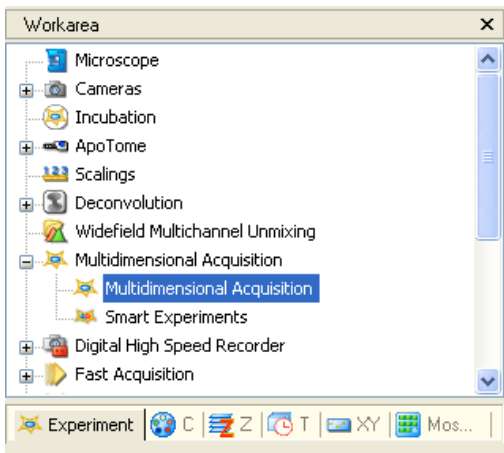 Workarea
Microscope
Cameras
Incubation
ApoTome
Scalings
Deconvolution
Widefield Multichannel Unmixing
Multidimensional Acquisition
Multidimensional Acquisition
Smart Experiments
Digital High Speed Recorder
Fast Acquisition
Experiment C Z T XY Mos...